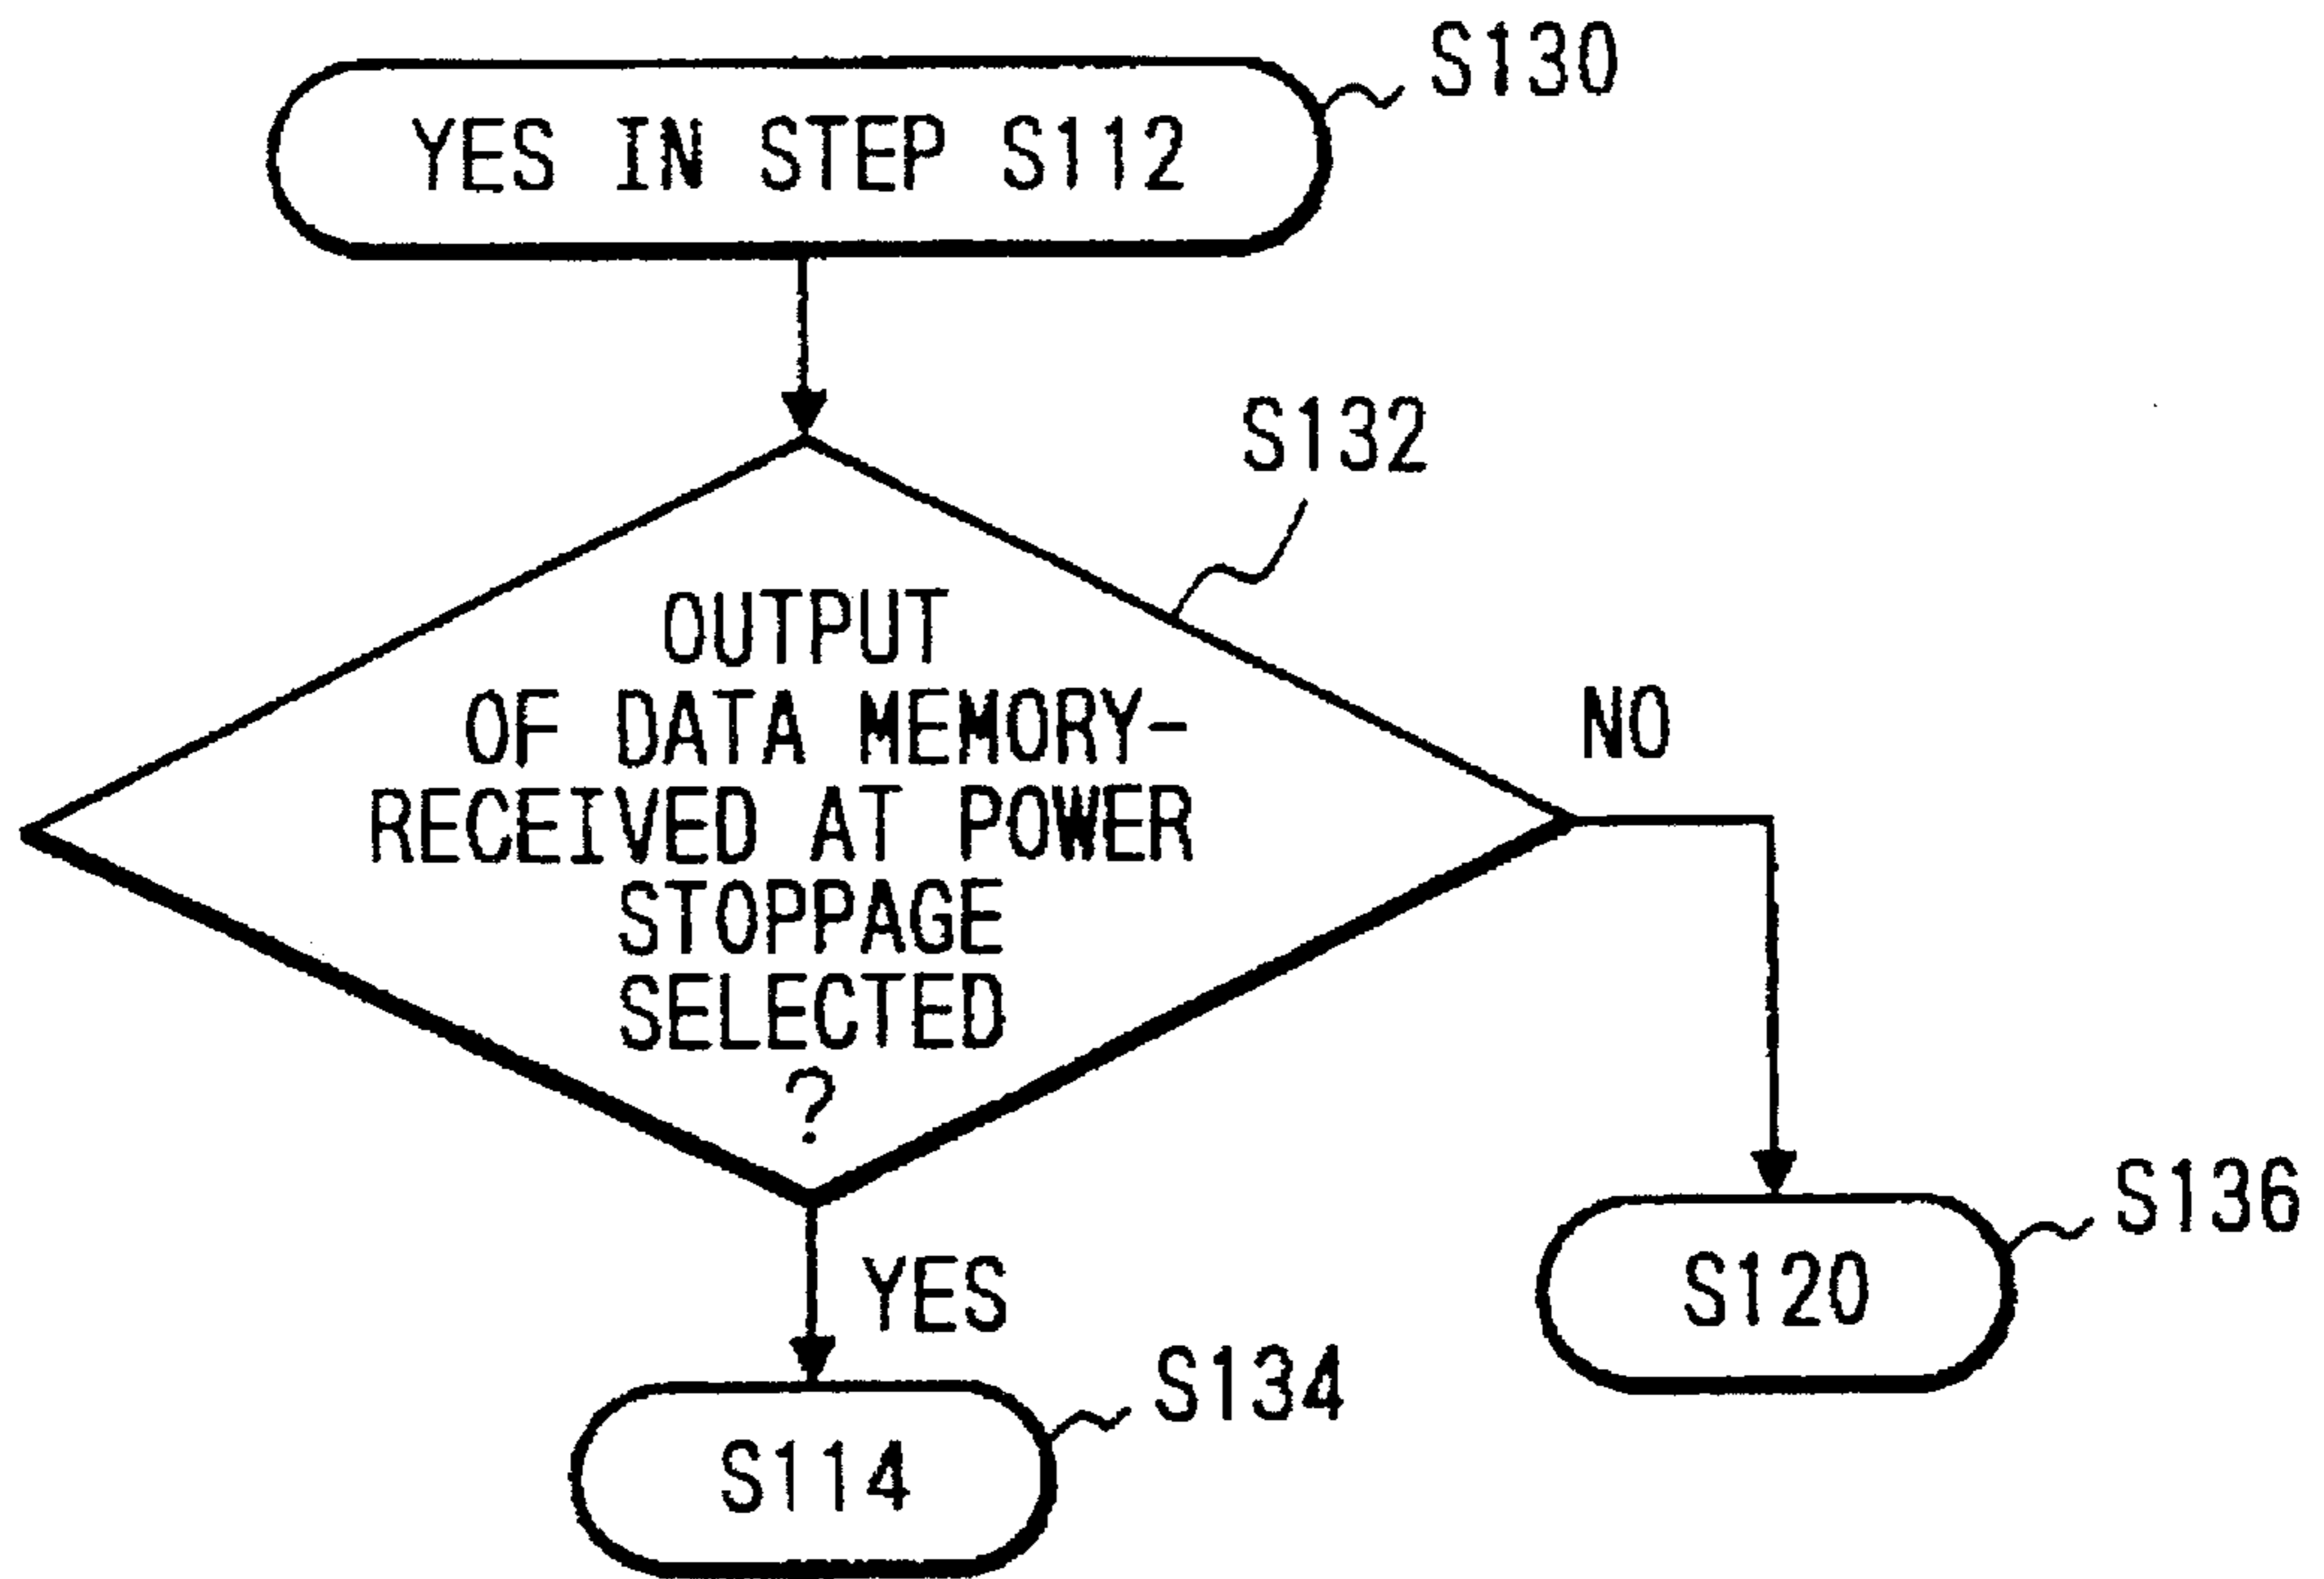 S130
YES IN STEP S112
S132
OUTPUT
OF DATA MEMORY-
RECEIVED AT POWER
STOPPAGE
SELECTED
?
NO
YES
S136
S120
S134
S114